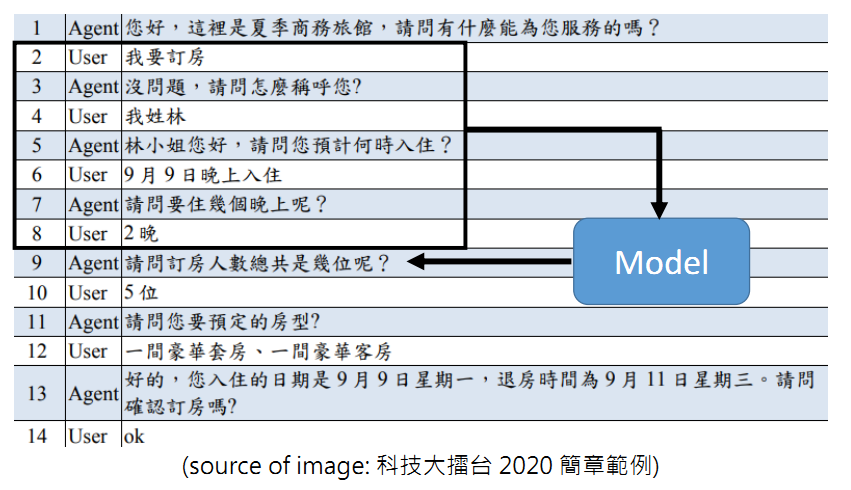 1 Agent 您好，這裡是夏季商務旅館，請問有什麼能為您服務的嗎？
2 User 我要訂房
3 Agent 沒問題，請問怎麼稱呼您?
4 User 我姓林
5 Agent 林小姐您好，請問您預計何時入住？
6 User 9月9日晚上入住
7 Agent 請問要住幾個晚上呢？
8 User 2晚
Model
9 Agent 請問訂房人數總共是幾位呢？
10 User 5位
11 Agent 請問您要預定的房型?
12 User 一間豪華套房、一間豪華客房
13 Agent 好的，您入住的日期是9月9日星期一，退房時間為9月11日星期三。請問
確認訂房嗎?
14 User ok
(source of image: 科技大擂台 2020 簡章範例)